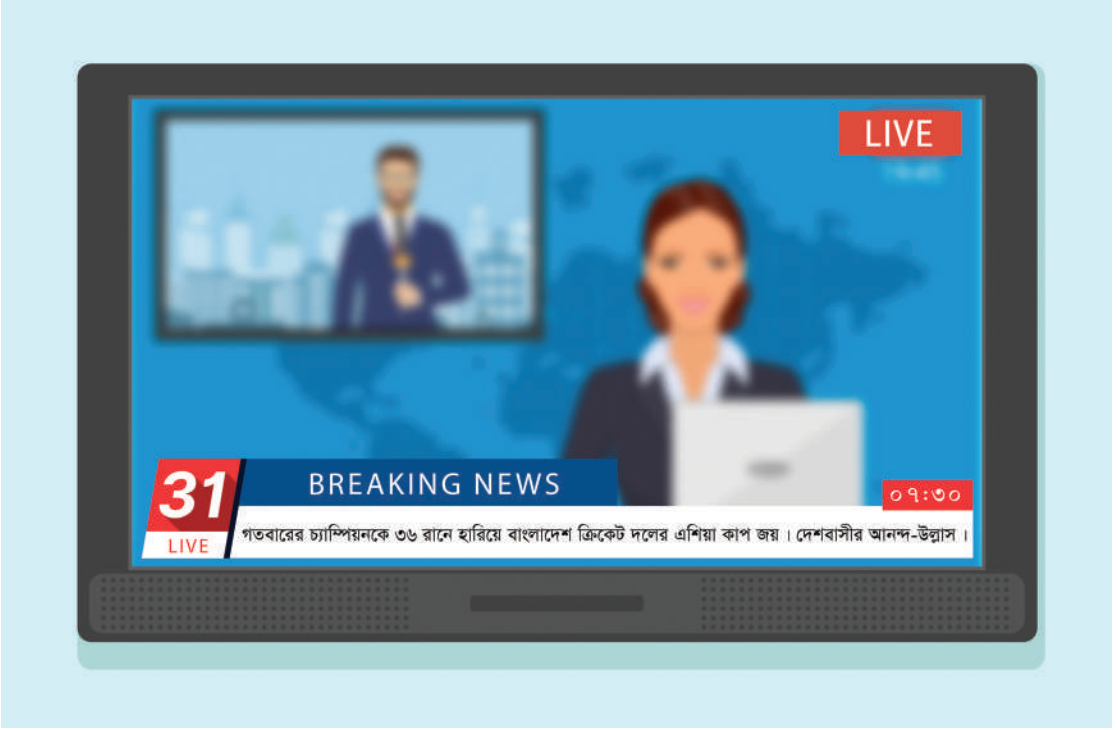 LIVE
31
LIVE
BREAKING NEWS
০৭:৩০
গতবারের চ্যাম্পিয়নকে ৩৬ রানে হারিয়ে বাংলাদেশ ক্রিকেট দলের এশিয়া কাপ জয় । দেশবাসীর আনন্দ-উল্লাস ।